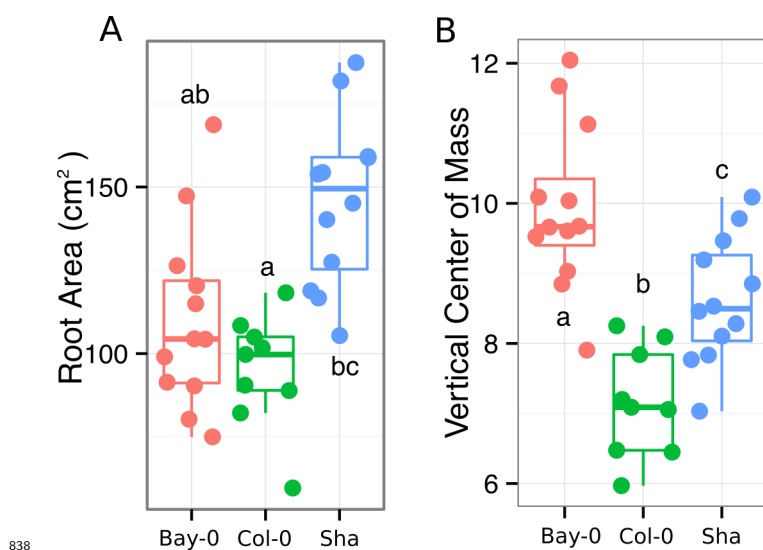 A
Root Area (cm²)
150
100
ab
a
bc
Bay-0 Col-0 Sha
B
Vertical Center of Mass
12
10
8
6
a
b
c
Bay-0 Col-0 Sha
838